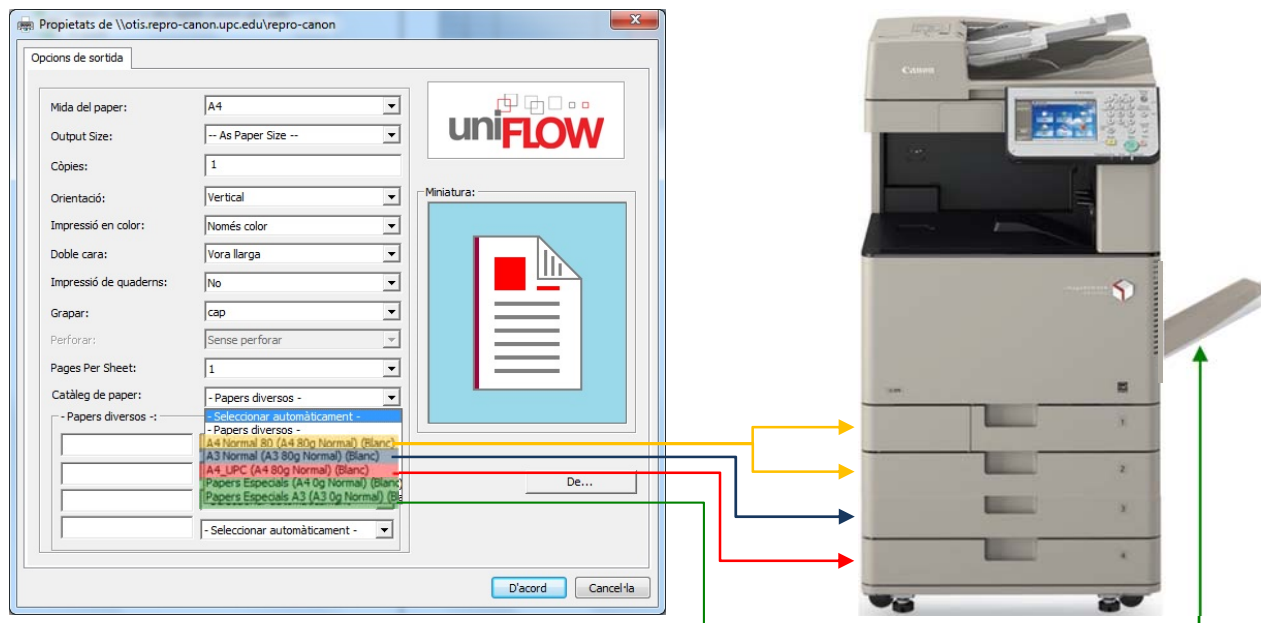 Propietats de \\otis.repro-canon.upc.edu\repro-canon
Opcions de sortida
Mida del paper: A4
Output Size: -- As Paper Size --
Còpies: 1
Orientació: Vertical
Impressió en color: Només color
Doble cara: Vora llarga
Impressió de quaderns: No
Grapar: cap
Perforar: Sense perforar
Pages Per Sheet: 1
Catàleg de paper: - Papers diversos -
- Papers diversos -:
- Seleccionar automàticament -
- Papers diversos -
A4 Normal 80 (A4 80g Normal) (Blanc)
A3 Normal (A3 80g Normal) (Blanc)
A4_UPC (A4 80g Normal) (Blanc)
Papers Especials (A4 0g Normal) (Blanc)
Papers Especials A3 (A3 0g Normal) (Bla
- Seleccionar automàticament -
uniFLOW
Miniatura:
De...
D'acord
Cancel·la
Canon
1
2
3
4